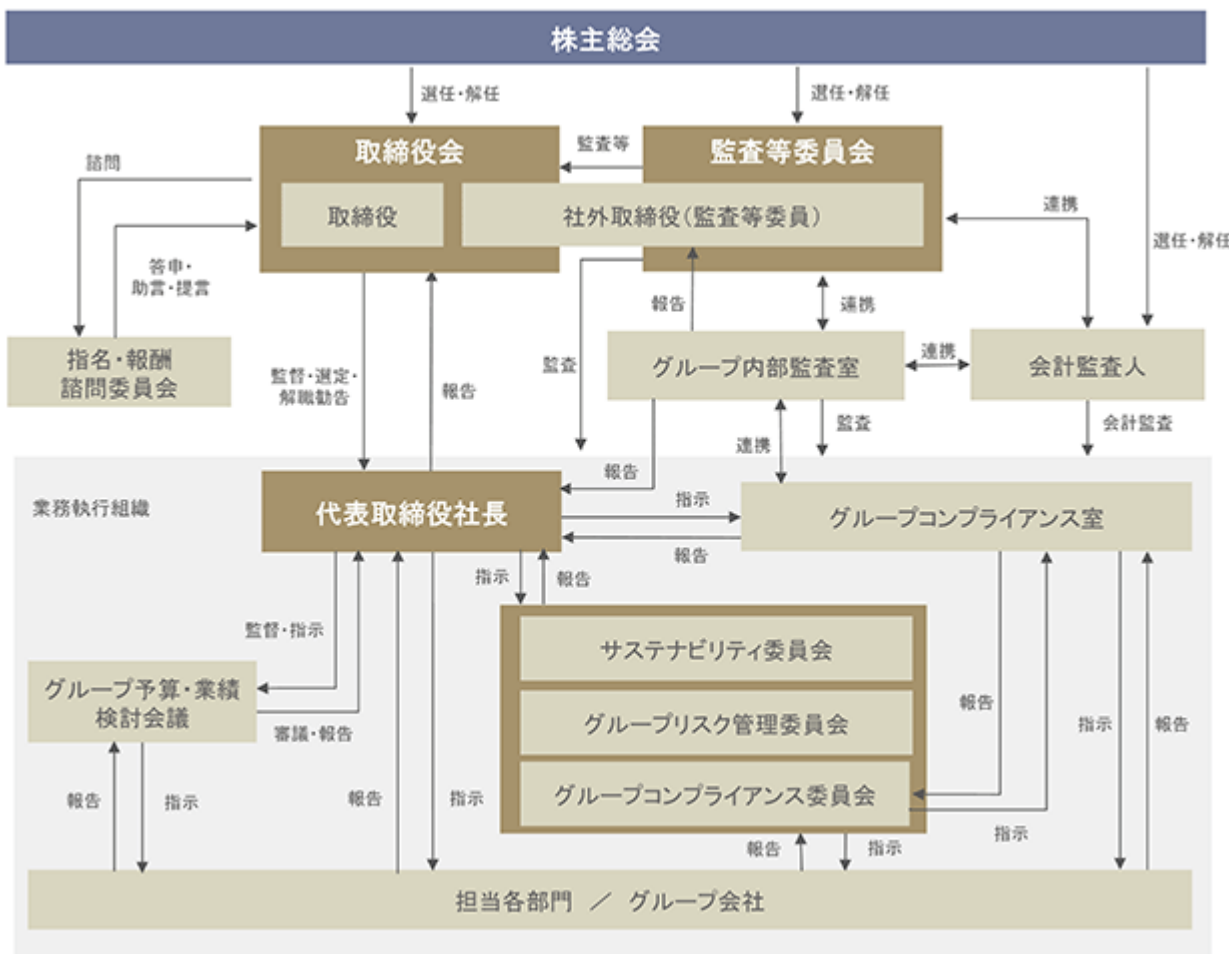 株主総会
選任・解任
選任・解任
取締役会
監査等
監査等委員会
諮問
取締役
社外取締役(監査等委員)
連携
選任・解任
答申・
助言・提言
報告
連携
指名・報酬
諮問委員会
監督・選定・
解職勧告
報告
監査
グループ内部監査室
連携
会計監査人
監査
会計監査
連携
報告
業務執行組織
代表取締役社長
指示
グループコンプライアンス室
報告
指示
報告
監督・指示
サステナビリティ委員会
グループ予算・業績
検討会議
審議・報告
グループリスク管理委員会
報告
指示
報告
報告
指示
報告
指示
グループコンプライアンス委員会
指示
報告
指示
担当各部門 / グループ会社